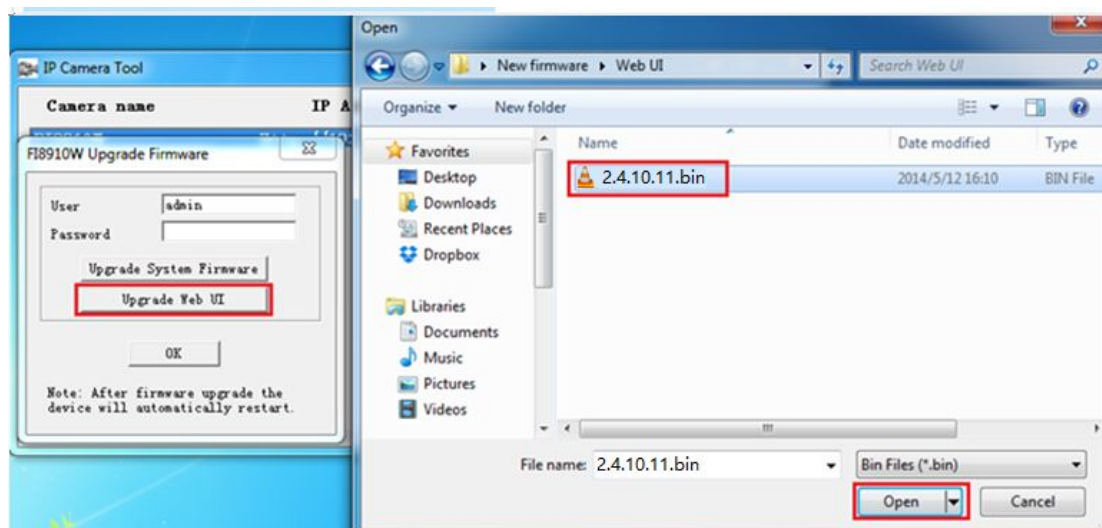 IP Camera Tool
Camera name IP A
FI8910W Upgrade Firmware
User admin
Password
Upgrade System Firmware
Upgrade Web UI
OK
Note: After firmware upgrade the
device will automatically restart.
Open
New firmware Web UI
Search Web UI
Organize New folder
Name Date modified Type
Favorites
Desktop
Downloads
Recent Places
Dropbox
Libraries
Documents
Music
Pictures
Videos
2.4.10.11.bin 2014/5/12 16:10 BIN File
File name: 2.4.10.11.bin Bin Files (*.bin)
Open Cancel